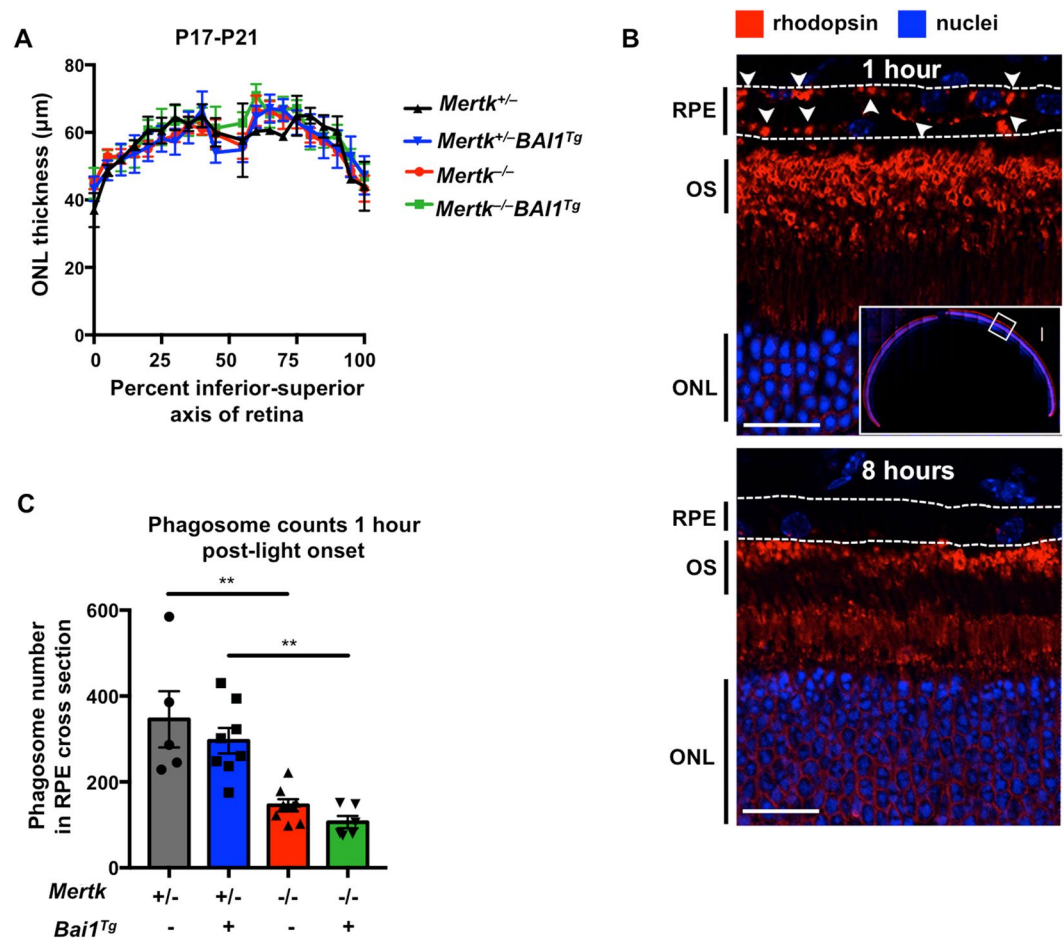 A
P17-P21
ONL thickness (µm)
80
60
40
20
0
0
25
50
75
100
Percent inferior-superior
axis of retina
Mertk+/–
Mertk+/–BAI1Tg
Mertk–/–
Mertk–/–BAI1Tg
rhodopsin
nuclei
B
1 hour
RPE
OS
ONL
8 hours
RPE
OS
ONL
C
Phagosome counts 1 hour
post-light onset
**
**
Phagosome number
in RPE cross section
600
400
200
0
Mertk +/- +/- -/- -/-
Bai1Tg - + - +